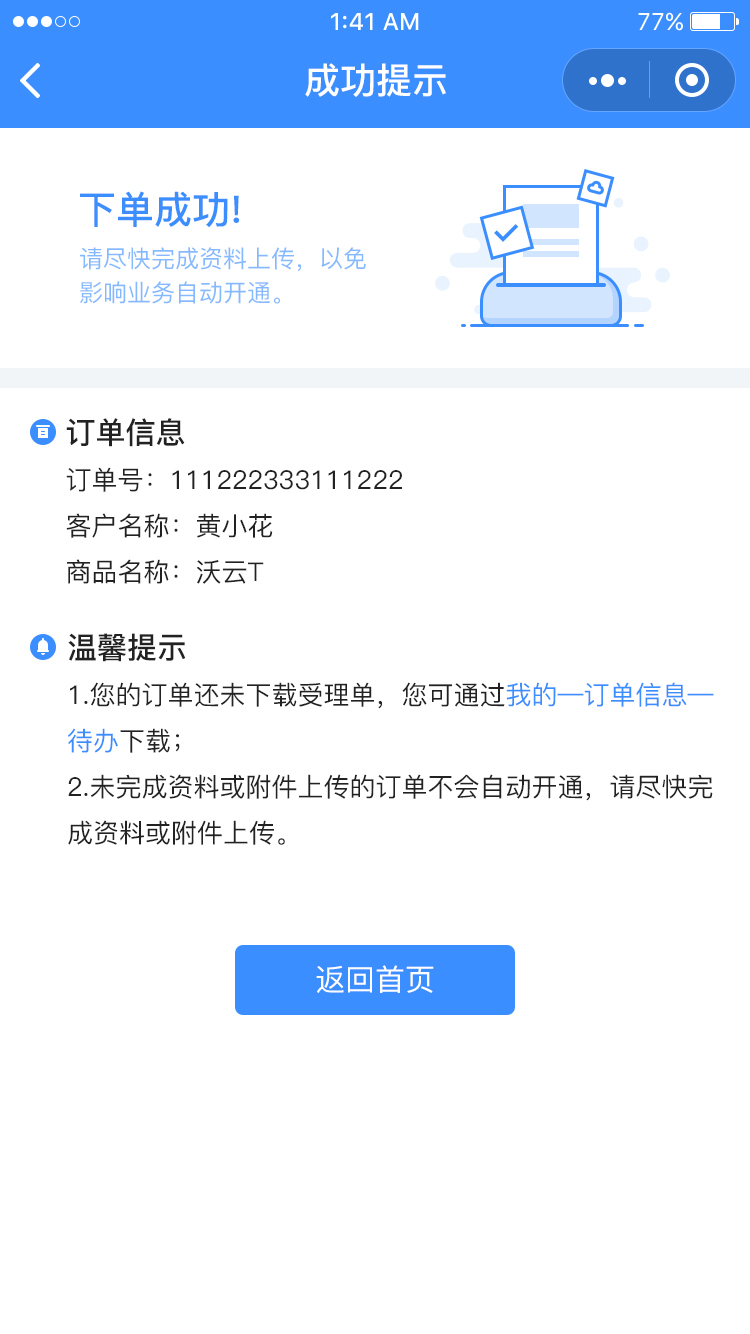 1:41 AM
77%
成功提示
下单成功!
请尽快完成资料上传，以免
影响业务自动开通。
订单信息
订单号：111222333111222
客户名称：黄小花
商品名称：沃云T
温馨提示
1.您的订单还未下载受理单，您可通过我的—订单信息—
待办下载；
2.未完成资料或附件上传的订单不会自动开通，请尽快完
成资料或附件上传。
返回首页